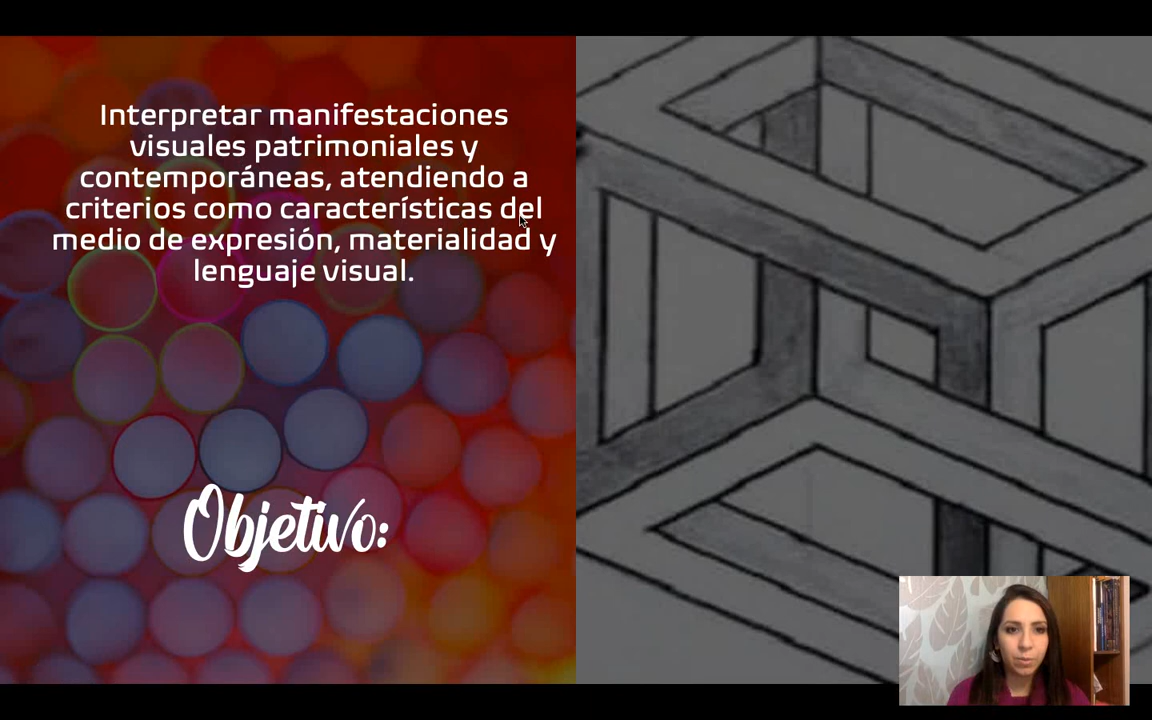 Interpretar manifestaciones
visuales patrimoniales y
contemporáneas, atendiendo a
criterios como características del
medio de expresión, materialidad y
lenguaje visual.
Objetivo: